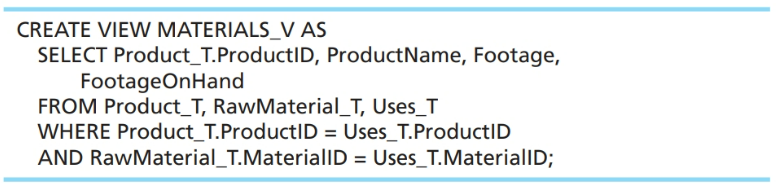 CREATE VIEW MATERIALS_V AS
SELECT Product_T.ProductID, ProductName, Footage,
FootageOnHand
FROM Product_T, RawMaterial_T, Uses_T
WHERE Product_T.ProductID = Uses_T.ProductID
AND RawMaterial_T.MaterialID = Uses_T.MaterialID;